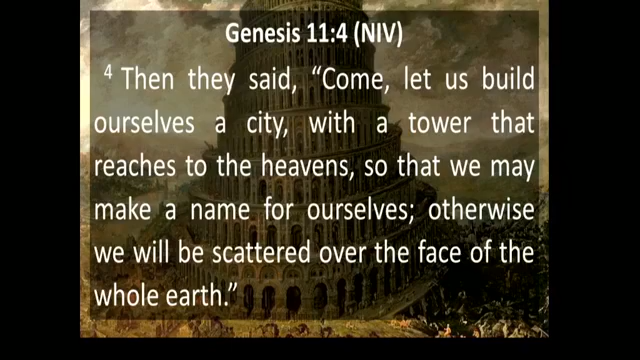 Genesis 11:4 (NIV)
4 Then they said, “Come, let us build
ourselves a city, with a tower that
reaches to the heavens, so that we may
make a name for ourselves; otherwise
we will be scattered over the face of the
whole earth.”